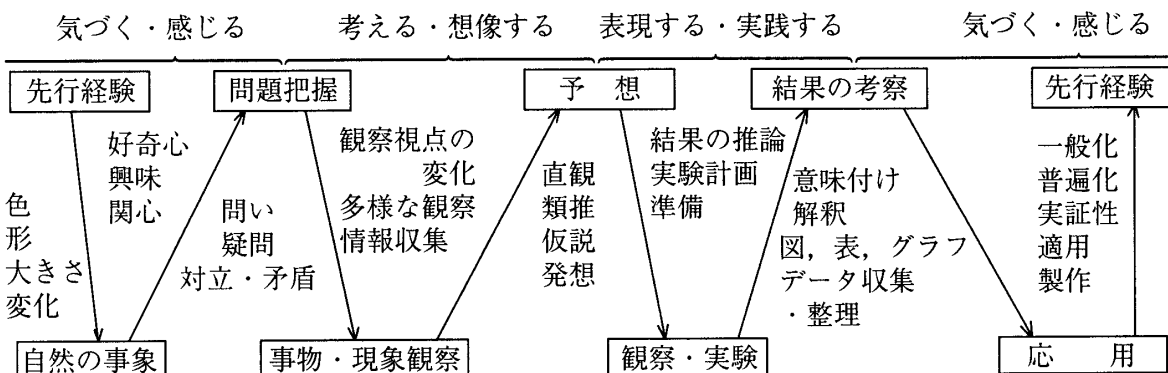 気づく・感じる
考える・想像する
表現する・実践する
気づく・感じる
先行経験
問題把握
予 想
結果の考察
先行経験
色
形
大きさ
変化
好奇心
興味
関心
問い
疑問
対立・矛盾
観察視点の
変化
多様な観察
情報収集
直観
類推
仮説
発想
結果の推論
実験計画
準備
意味付け
解釈
図，表，グラフ
データ収集
・整理
一般化
普遍化
実証性
適用
製作
自然の事象
事物・現象観察
観察・実験
応 用